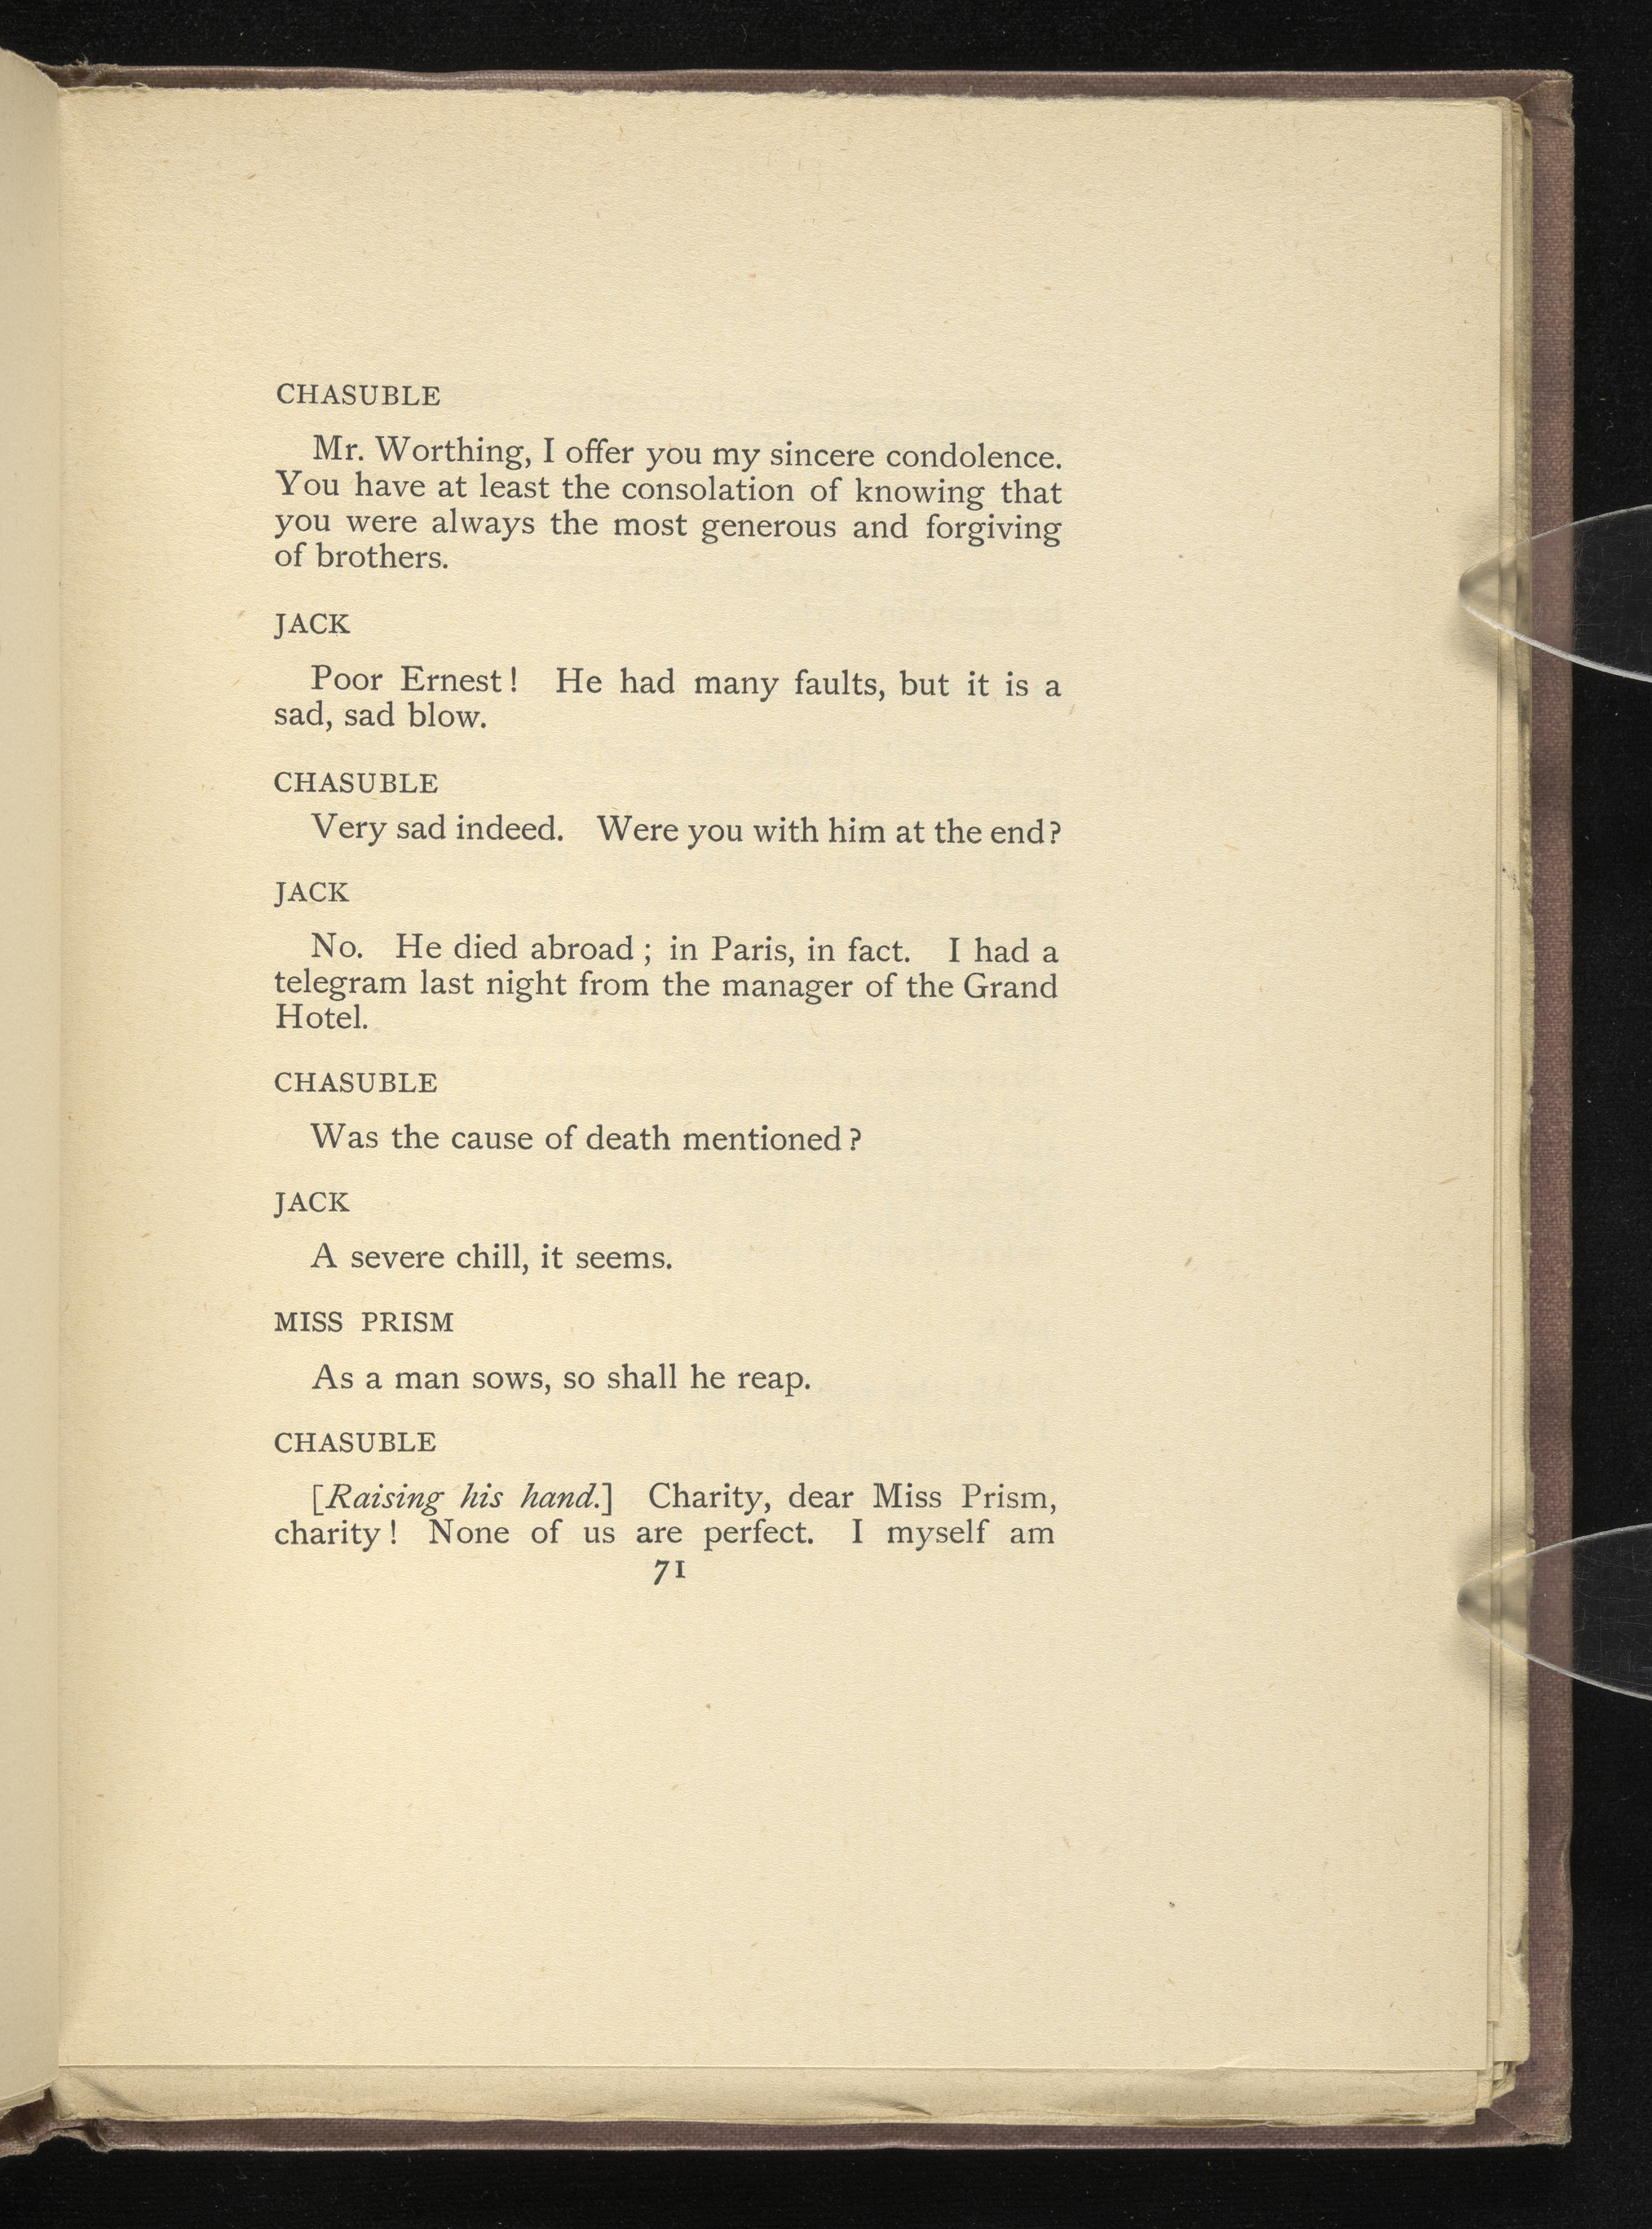 CHASUBLE
Mr. Worthing, I offer you my sincere condolence.
You have at least the consolation of knowing that
you were always the most generous and forgiving
of brothers.
JACK
Poor Ernest! He had many faults, but it is a
sad, sad blow.
CHASUBLE
Very sad indeed. Were you with him at the end?
JACK
No. He died abroad; in Paris, in fact. I had a
telegram last night from the manager of the Grand
Hotel.
CHASUBLE
Was the cause of death mentioned?
JACK
A severe chill, it seems.
MISS PRISM
As a man sows, so shall he reap.
CHASUBLE
[Raising his hand.] Charity, dear Miss Prism,
charity! None of us are perfect. I myself am
71